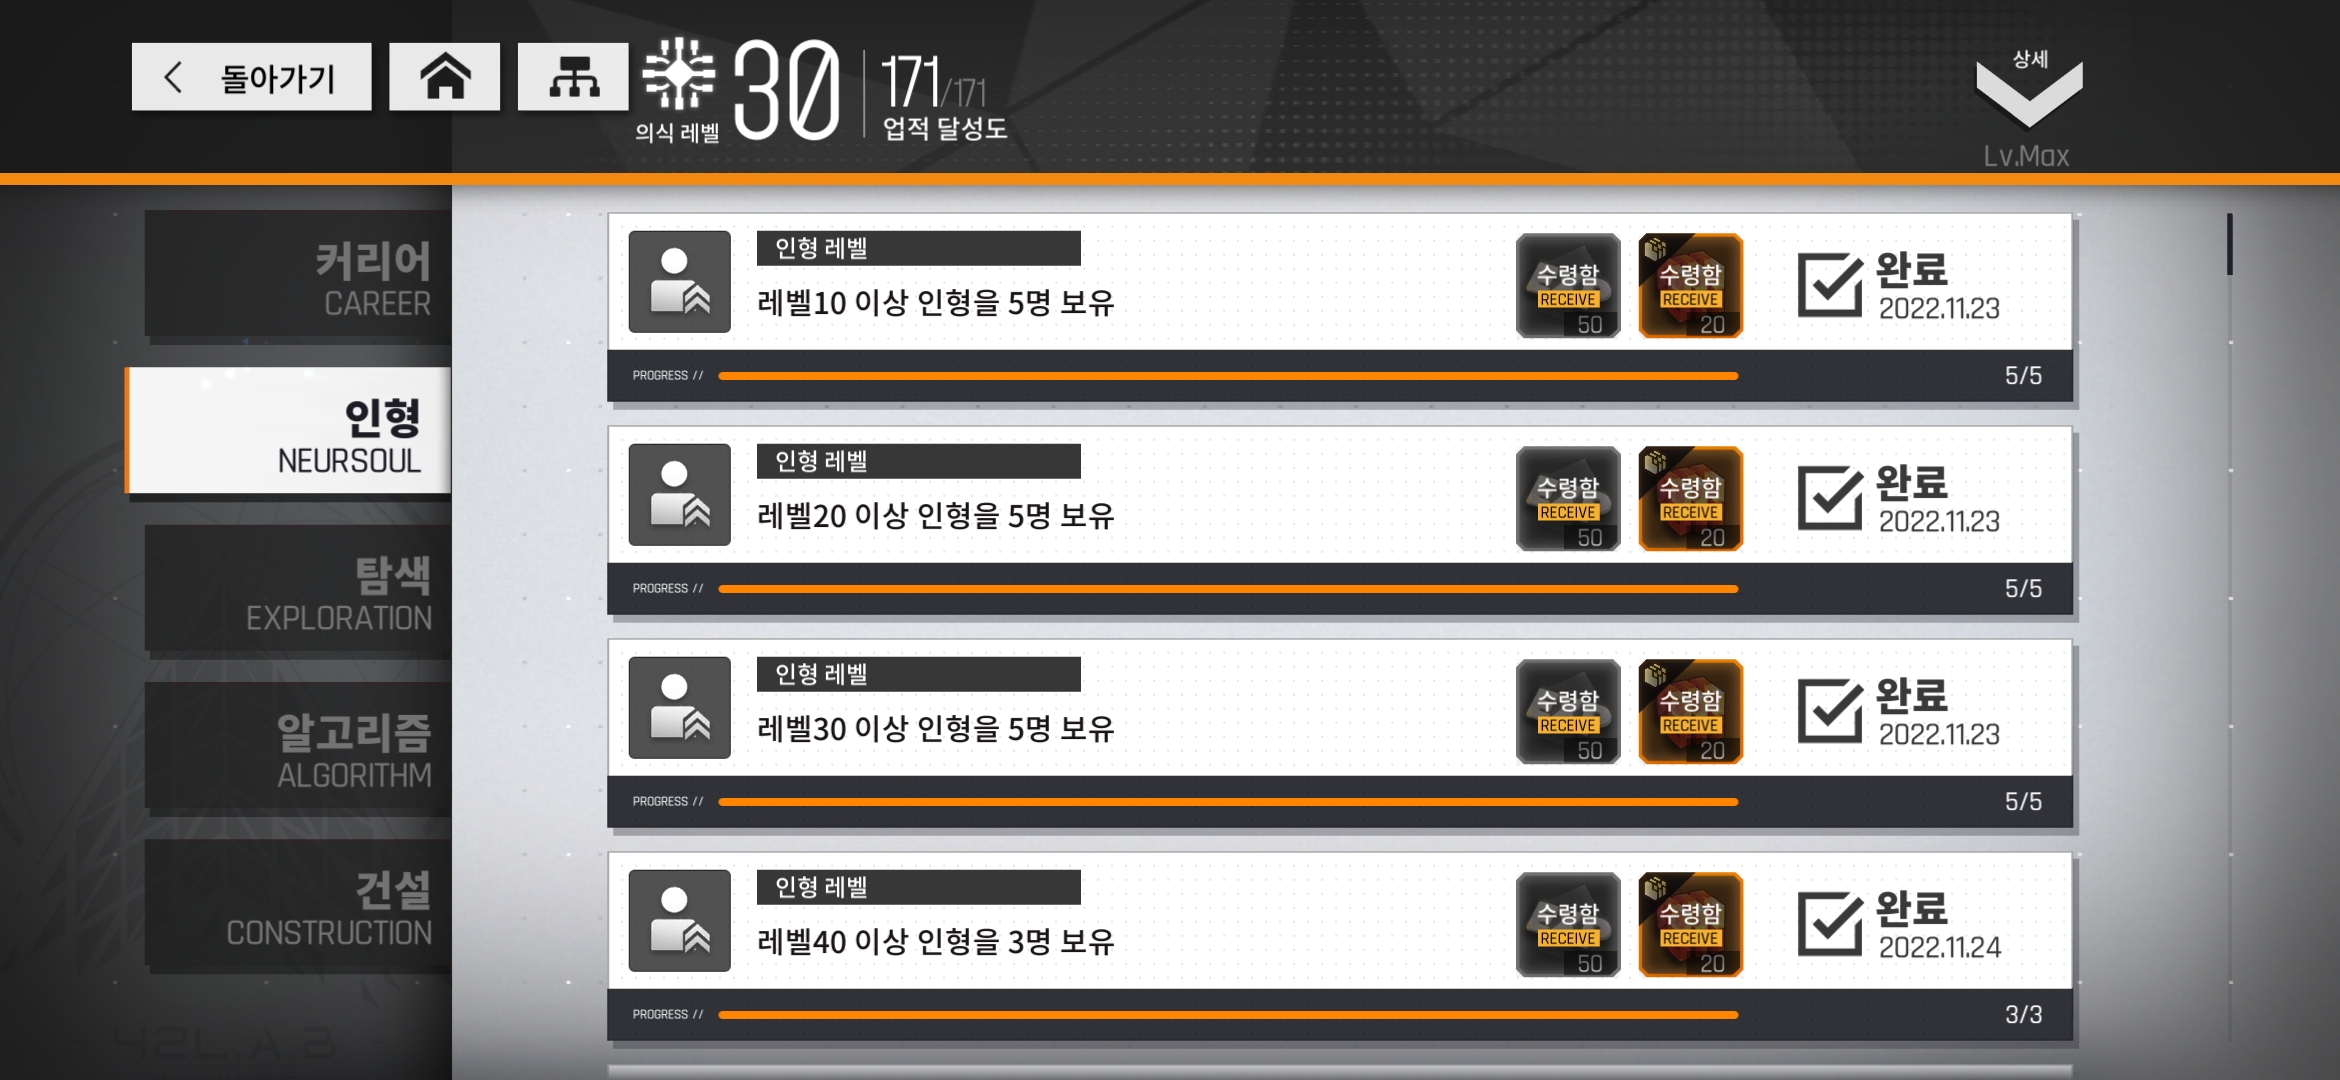 돌아가기
의식 레벨
30
171/171
업적 달성도
상세
Lv.Max
커리어
CAREER
인형
NEURSOUL
탐색
EXPLORATION
알고리즘
ALGORITHM
건설
CONSTRUCTION
42L.A.B
인형 레벨
레벨10 이상 인형을 5명 보유
수령함
RECEIVE
50
수령함
RECEIVE
20
완료
2022.11.23
PROGRESS //
5/5
인형 레벨
레벨20 이상 인형을 5명 보유
수령함
RECEIVE
50
수령함
RECEIVE
20
완료
2022.11.23
PROGRESS //
5/5
인형 레벨
레벨30 이상 인형을 5명 보유
수령함
RECEIVE
50
수령함
RECEIVE
20
완료
2022.11.23
PROGRESS //
5/5
인형 레벨
레벨40 이상 인형을 3명 보유
수령함
RECEIVE
50
수령함
RECEIVE
20
완료
2022.11.24
PROGRESS //
3/3